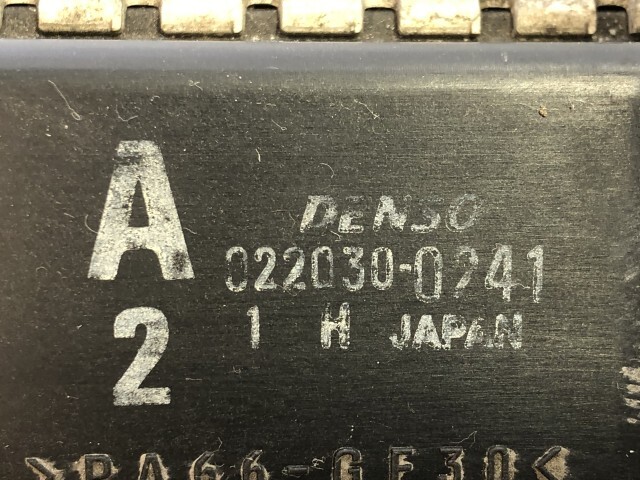 A
2
DENSO
022030-0241
1 H JAPAN
>PA66-GF30<